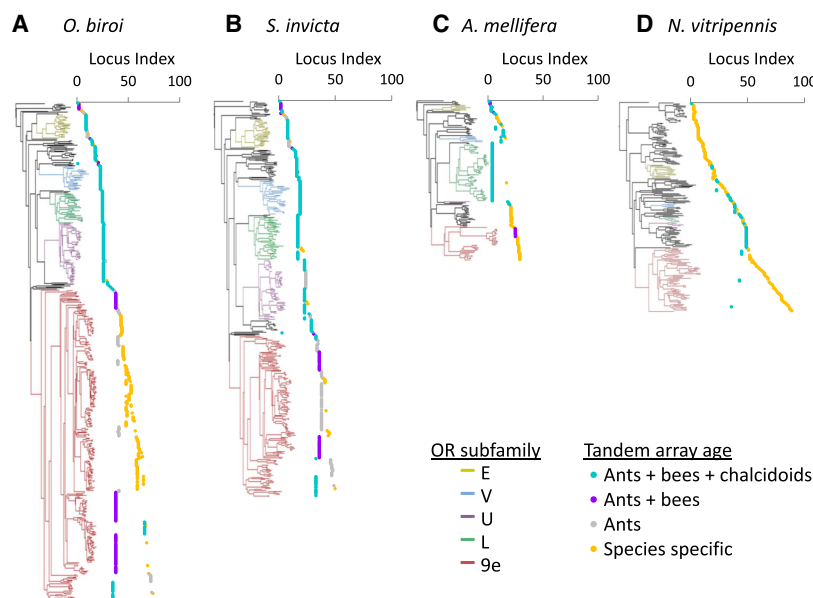 A O. biroi B S. invicta C A. mellifera D N. vitripennis
Locus Index Locus Index Locus Index Locus Index
0 50 100 0 50 100 0 50 100 0 50 100
OR subfamily
E
V
U
L
9e
Tandem array age
Ants + bees + chalcidoids
Ants + bees
Ants
Species specific